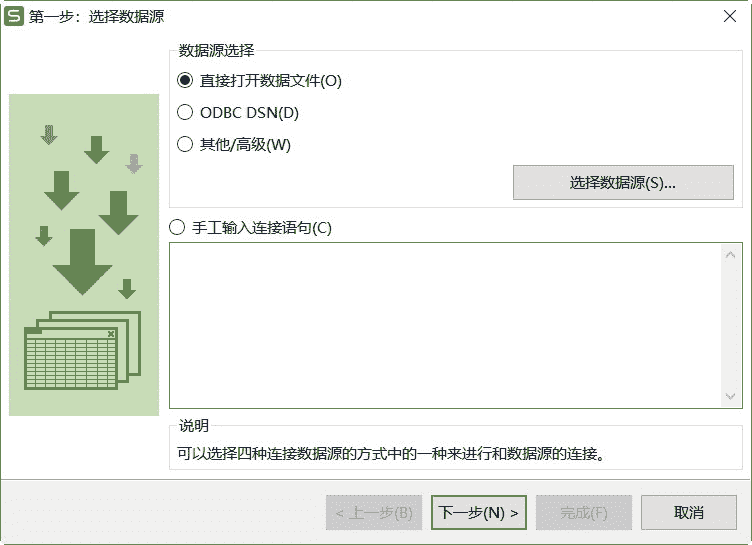 第一步：选择数据源
数据源选择
直接打开数据文件(O)
ODBC DSN(D)
其他/高级(W)
选择数据源(S)...
手工输入连接语句(C)
说明
可以选择四种连接数据源的方式中的一种来进行和数据源的连接。
< 上一步(B)
下一步(N) >
完成(F)
取消